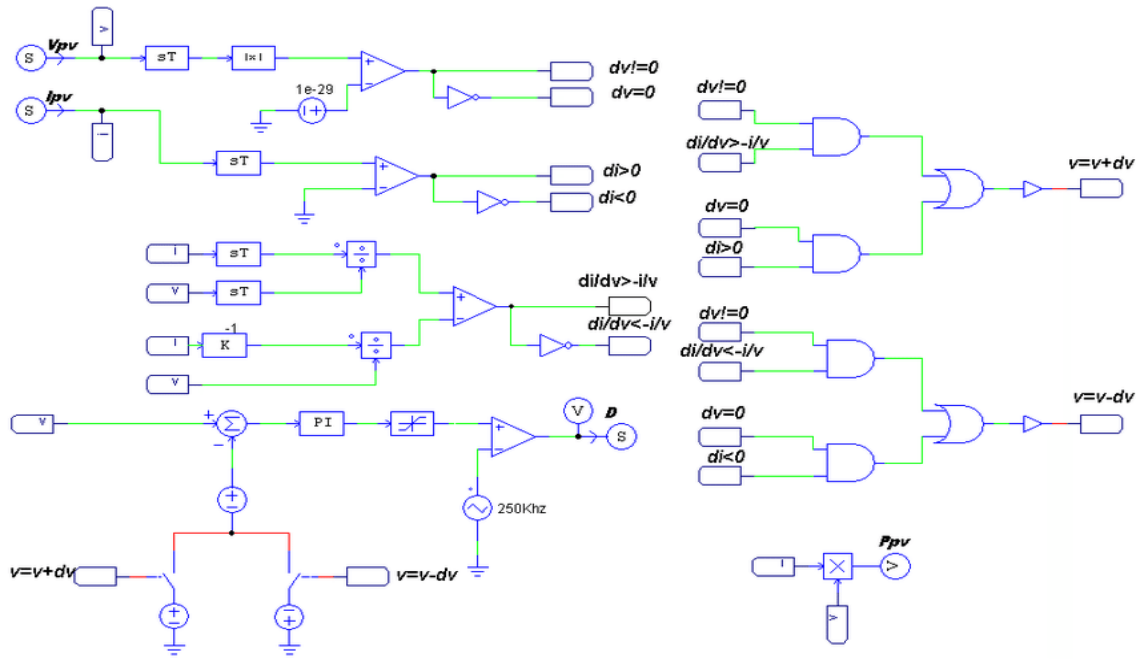 Vpv
v
S
sT
|x|
1e-29
dv!=0
dv=0
Ipv
S
i
sT
di>0
di<0
i
sT
v
sT
di/dv>-i/v
-1
i
K
di/dv<-i/v
v
v
Σ
PI
V
D
S
250Khz
v=v+dv
v=v-dv
dv!=0
di/dv>-i/v
v=v+dv
dv=0
di>0
dv!=0
di/dv<-i/v
v=v-dv
dv=0
di<0
Ppv
i
V
v